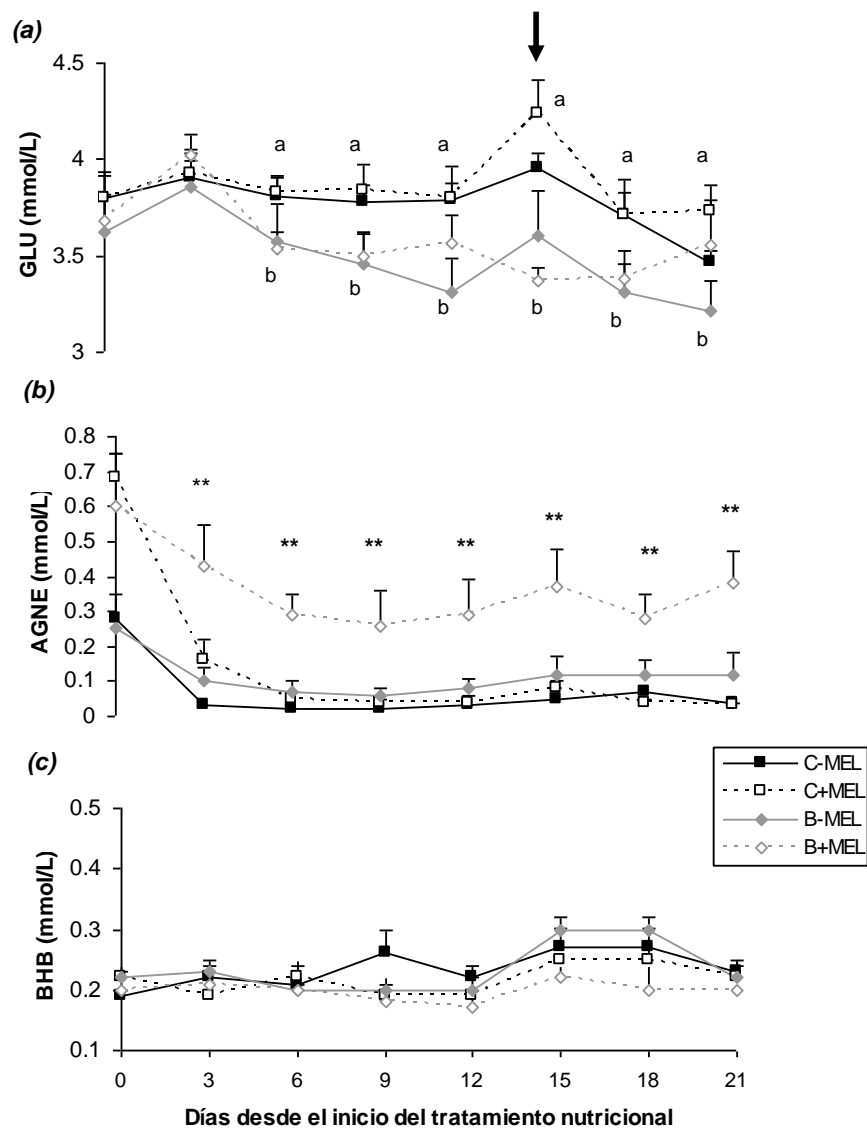 (a)
4.5
4
3.5
3
GLU (mmol/L)
a a a a a a
b b b b b b
(b)
0.8
0.7
0.6
0.5
0.4
0.3
0.2
0.1
0
AGNE (mmol/L)
** ** ** ** ** ** **
(c)
0.5
0.4
0.3
0.2
0.1
BHB (mmol/L)
C-MEL
C+MEL
B-MEL
B+MEL
0 3 6 9 12 15 18 21
Días desde el inicio del tratamiento nutricional